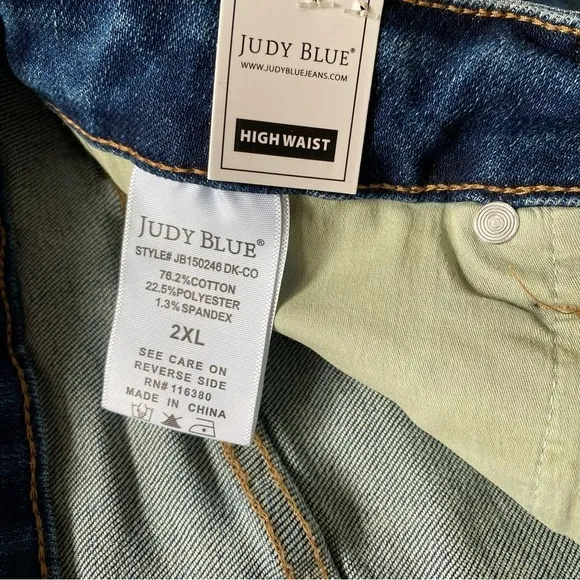 JUDY BLUE®
WWW.JUDYBLUEJEANS.COM
HIGH WAIST
JUDY BLUE®
STYLE# JB150246 DK-CO
76.2%COTTON
22.5%POLYESTER
1.3%SPANDEX
2XL
SEE CARE ON
REVERSE SIDE
RN# 116380
MADE IN CHINA